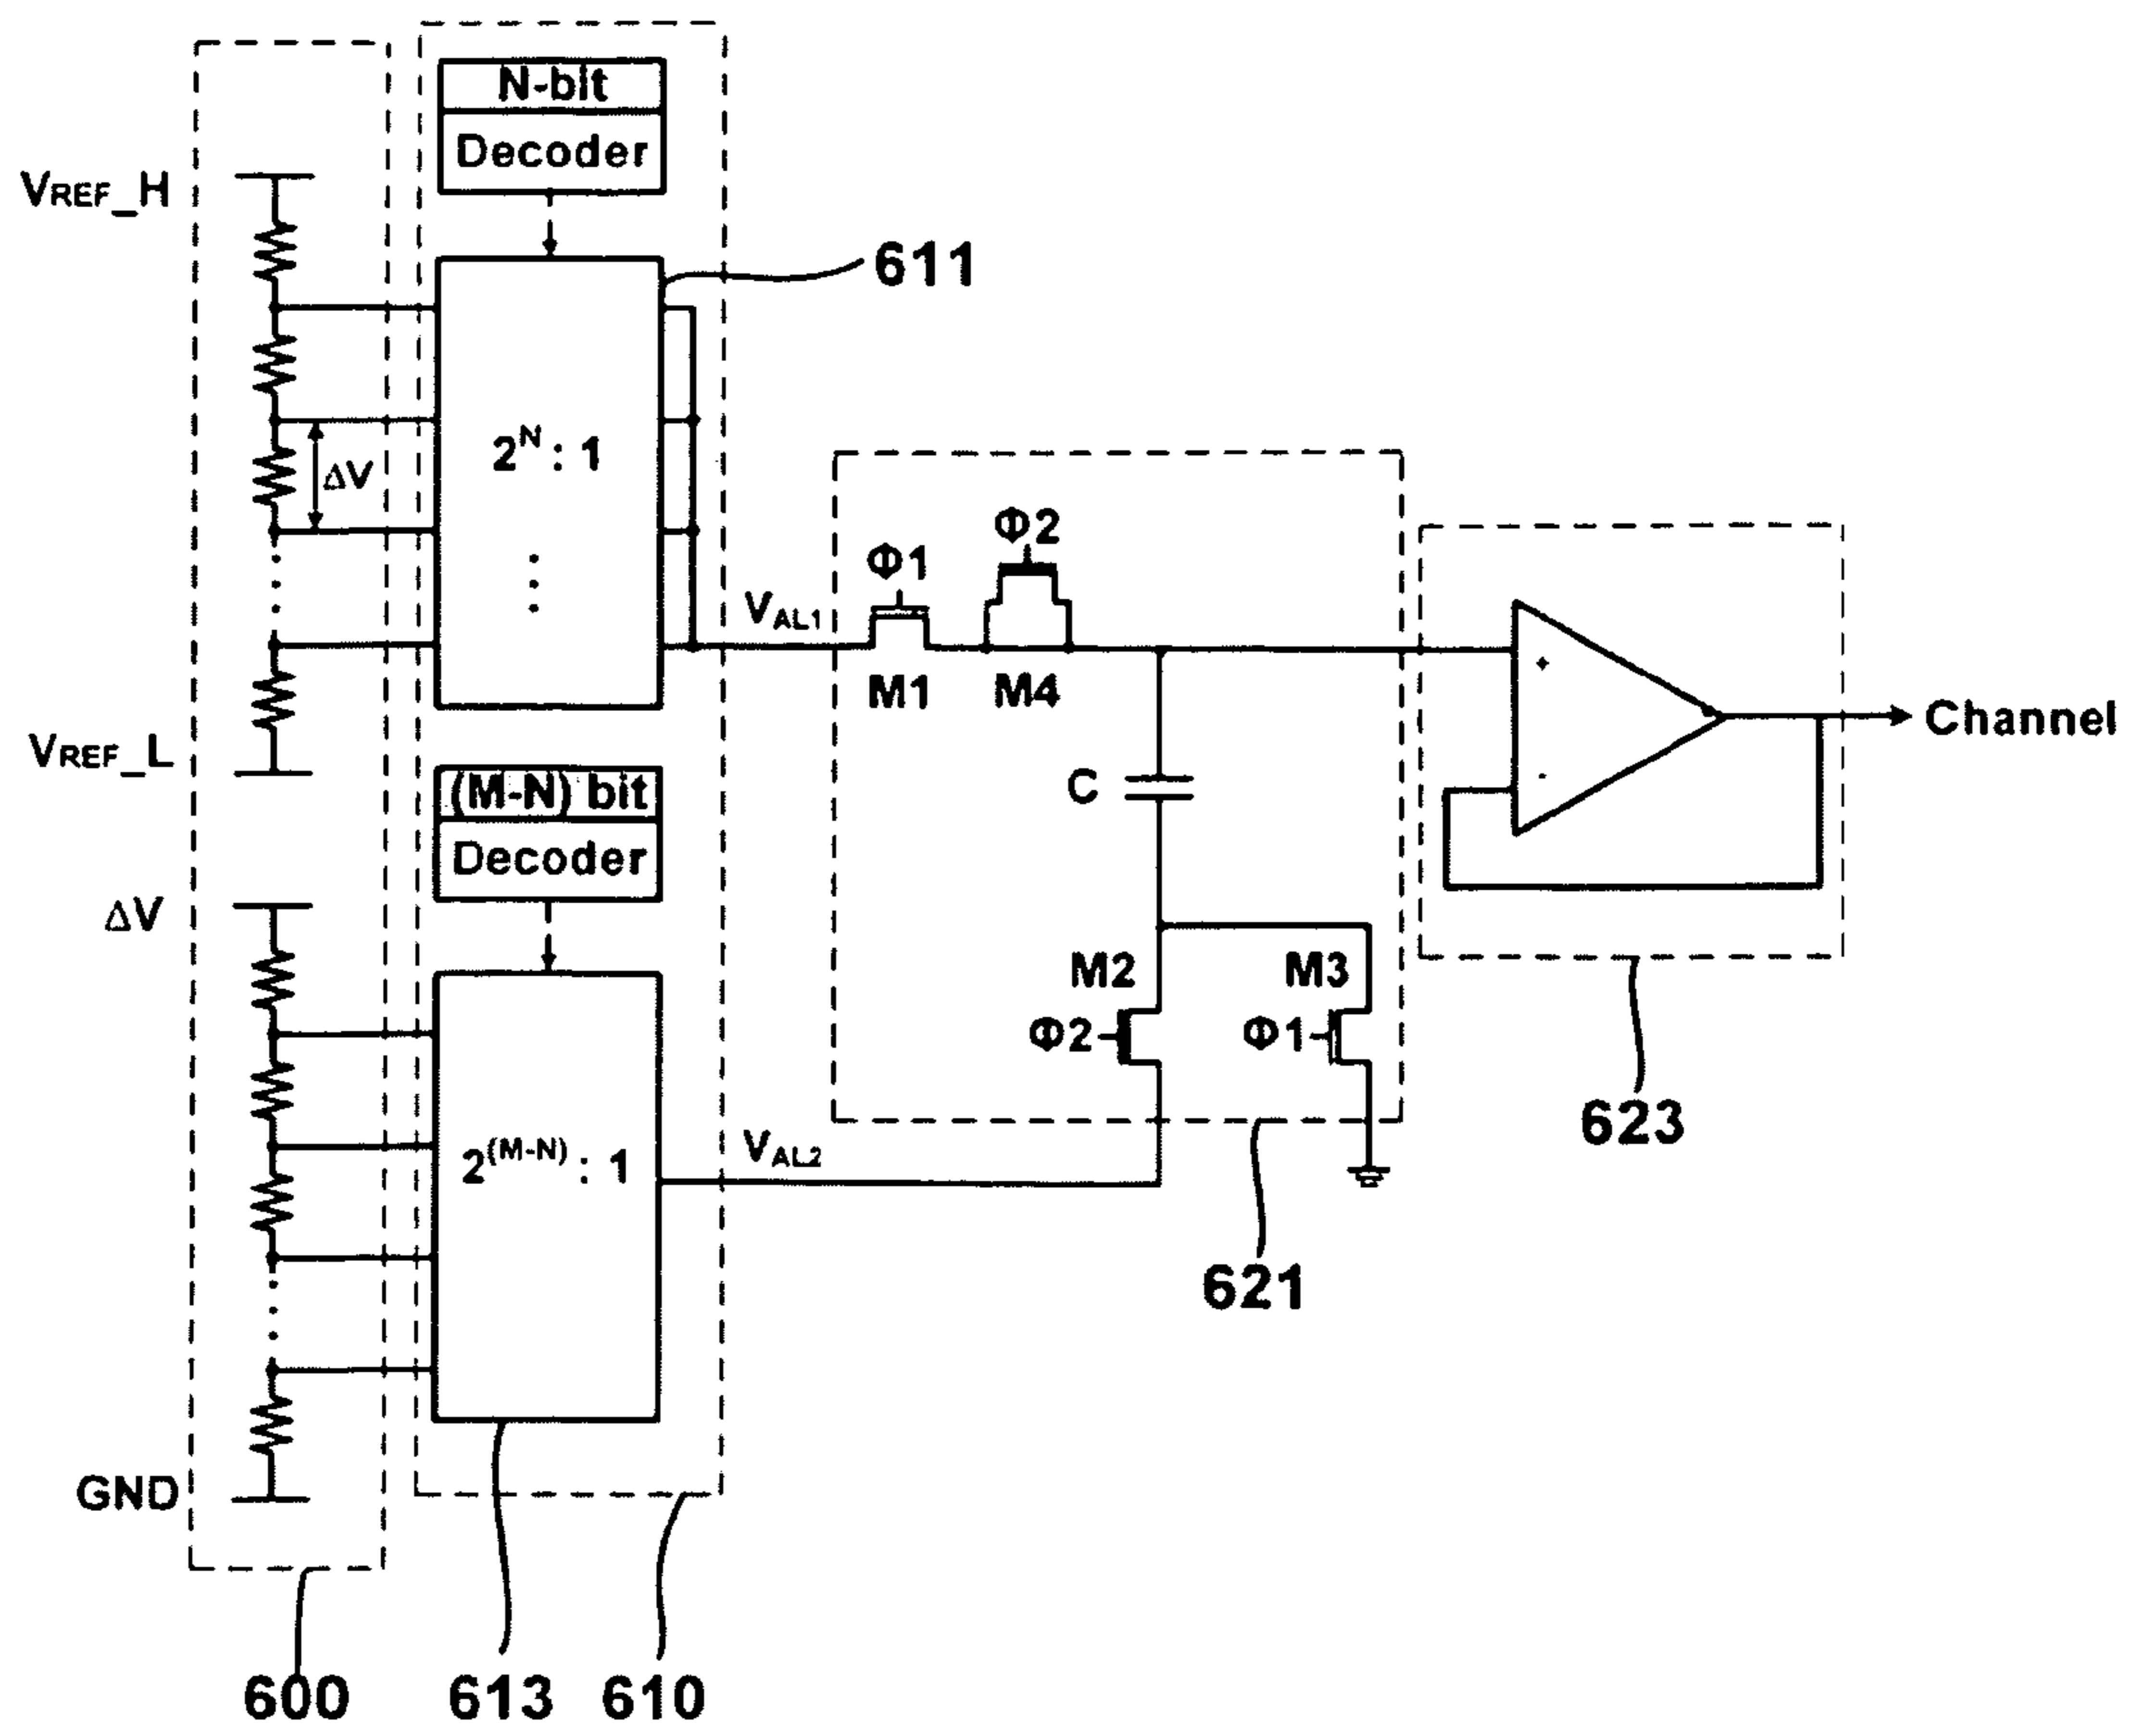 N-bit
Decoder
VREF_H
611
2^N : 1
ΔV
Φ2
Φ1
VAL1
M1
M4
+
Channel
VREF_L
(M-N) bit
C
-
Decoder
ΔV
M2
M3
Φ2
Φ1
623
VAL2
2^(M-N) : 1
621
GND
600
613
610